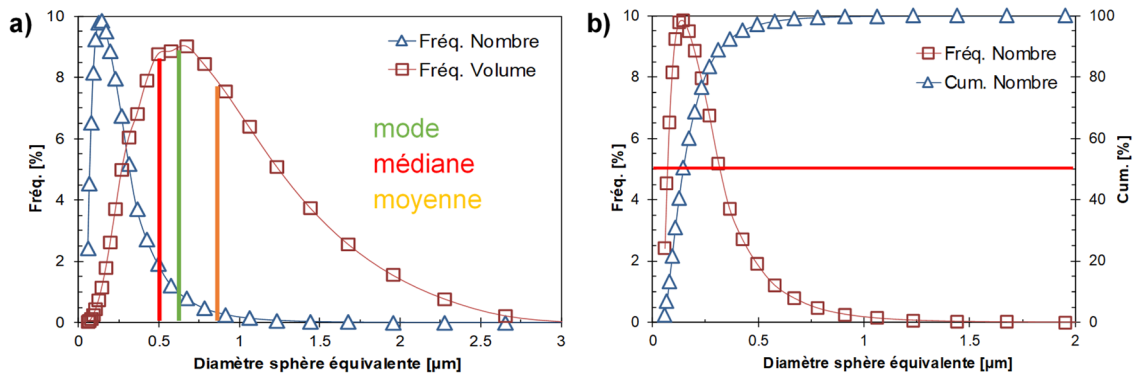 a)
10
8
6
4
2
0
Fréq. [%]
Fréq. Nombre
Fréq. Volume
mode
médiane
moyenne
0 0.5 1 1.5 2 2.5 3
Diamètre sphère équivalente [µm]
b)
10
8
6
4
2
0
Fréq. [%]
Fréq. Nombre
Cum. Nombre
100
80
60
40
20
0
Cum. [%]
0 0.5 1 1.5 2
Diamètre sphère équivalente [µm]